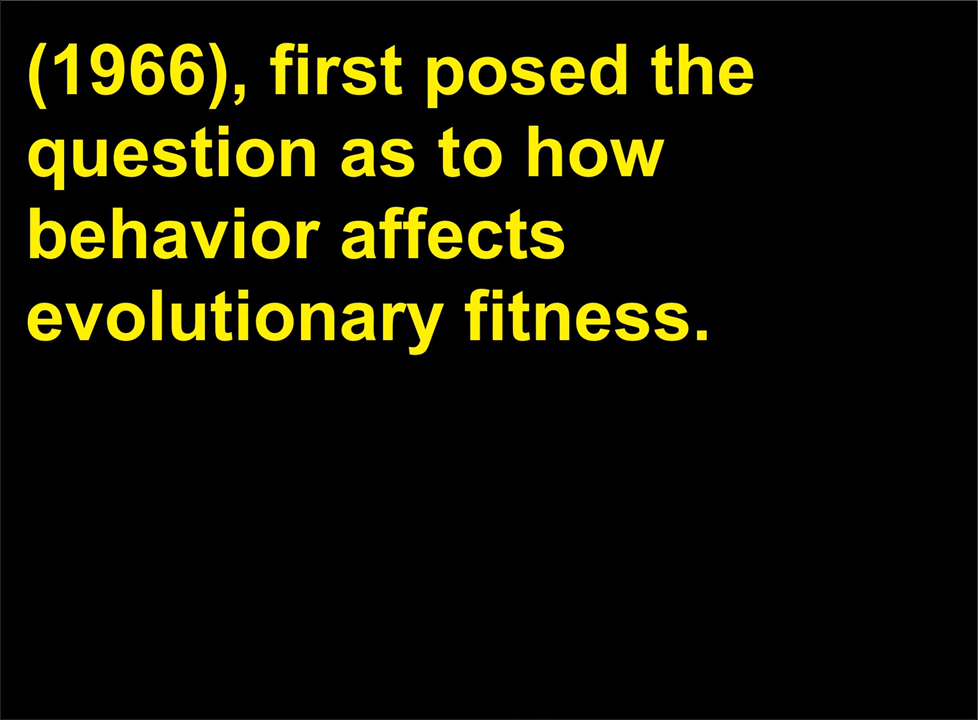 (1966), first posed the
question as to how
behavior affects
evolutionary fitness.